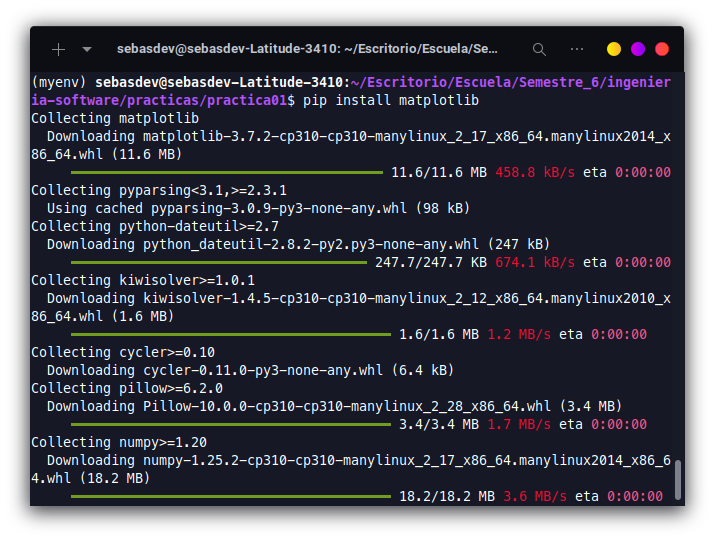 sebasdev@sebasdev-Latitude-3410: ~/Escritorio/Escuela/Se...
(myenv) sebasdev@sebasdev-Latitude-3410:~/Escritorio/Escuela/Semestre_6/ingenier
ia-software/practicas/practica01$ pip install matplotlib
Collecting matplotlib
  Downloading matplotlib-3.7.2-cp310-cp310-manylinux_2_17_x86_64.manylinux2014_x
86_64.whl (11.6 MB)
11.6/11.6 MB 458.8 kB/s eta 0:00:00
Collecting pyparsing<3.1,>=2.3.1
  Using cached pyparsing-3.0.9-py3-none-any.whl (98 kB)
Collecting python-dateutil>=2.7
  Downloading python_dateutil-2.8.2-py2.py3-none-any.whl (247 kB)
247.7/247.7 KB 674.1 kB/s eta 0:00:00
Collecting kiwisolver>=1.0.1
  Downloading kiwisolver-1.4.5-cp310-cp310-manylinux_2_12_x86_64.manylinux2010_x
86_64.whl (1.6 MB)
1.6/1.6 MB 1.2 MB/s eta 0:00:00
Collecting cycler>=0.10
  Downloading cycler-0.11.0-py3-none-any.whl (6.4 kB)
Collecting pillow>=6.2.0
  Downloading Pillow-10.0.0-cp310-cp310-manylinux_2_28_x86_64.whl (3.4 MB)
3.4/3.4 MB 1.7 MB/s eta 0:00:00
Collecting numpy>=1.20
  Downloading numpy-1.25.2-cp310-cp310-manylinux_2_17_x86_64.manylinux2014_x86_6
4.whl (18.2 MB)
18.2/18.2 MB 3.6 MB/s eta 0:00:00